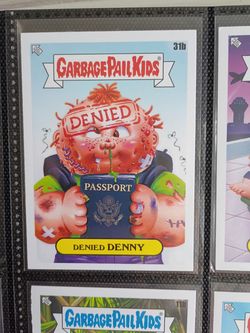 31b
GARBAGE PAIL KIDS
DENIED
PASSPORT
DENIED DENNY
GARBAGE PAIL KIDS